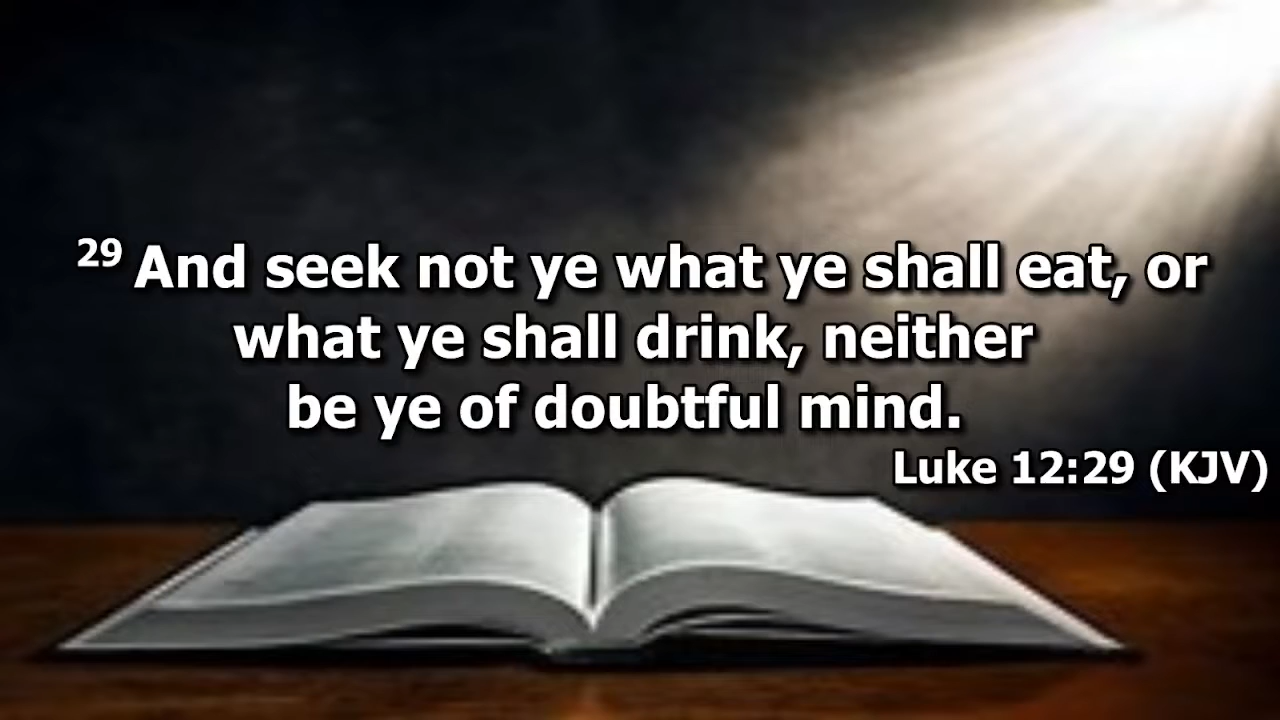 29 And seek not ye what ye shall eat, or
what ye shall drink, neither
be ye of doubtful mind.
Luke 12:29 (KJV)